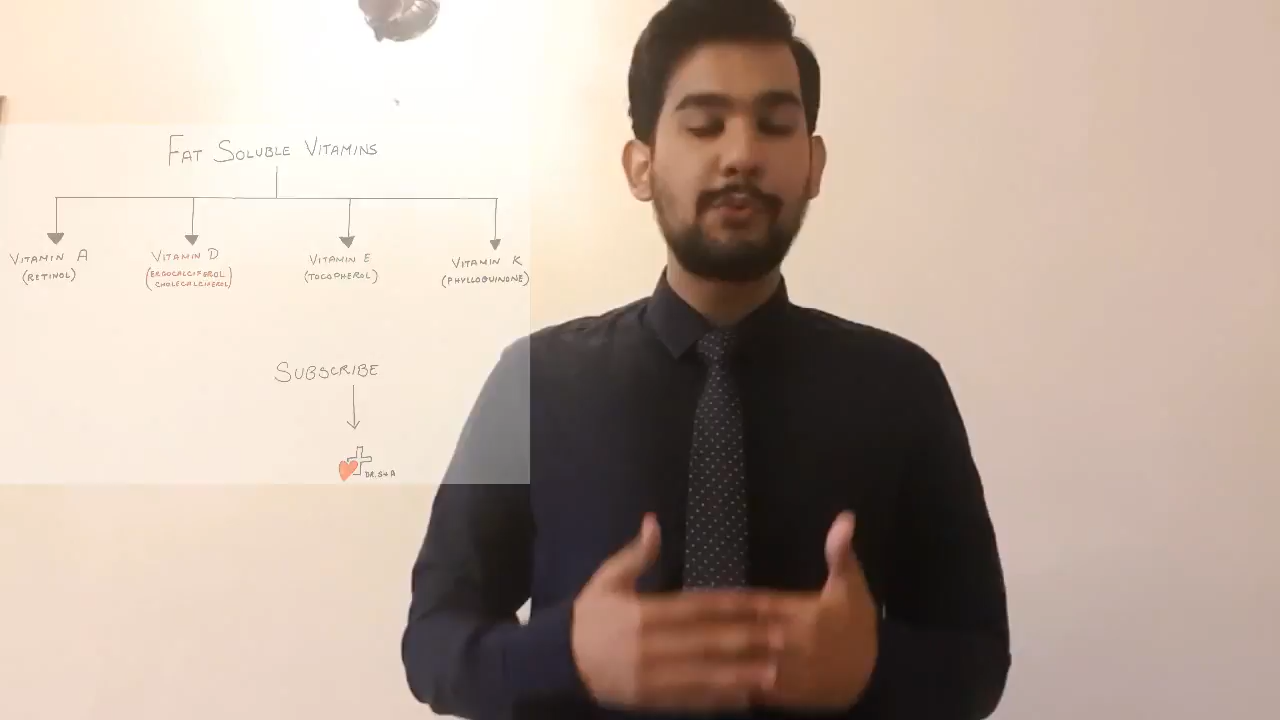 FAT SOLUBLE VITAMINS
VITAMIN A
(RETINOL)
VITAMIN D
(ERGOCALCIFEROL
CHOLECALCIFEROL)
VITAMIN E
(TOCOPHEROL)
VITAMIN K
(PHYLLOQUINONE)
SUBSCRIBE
DR. SHA